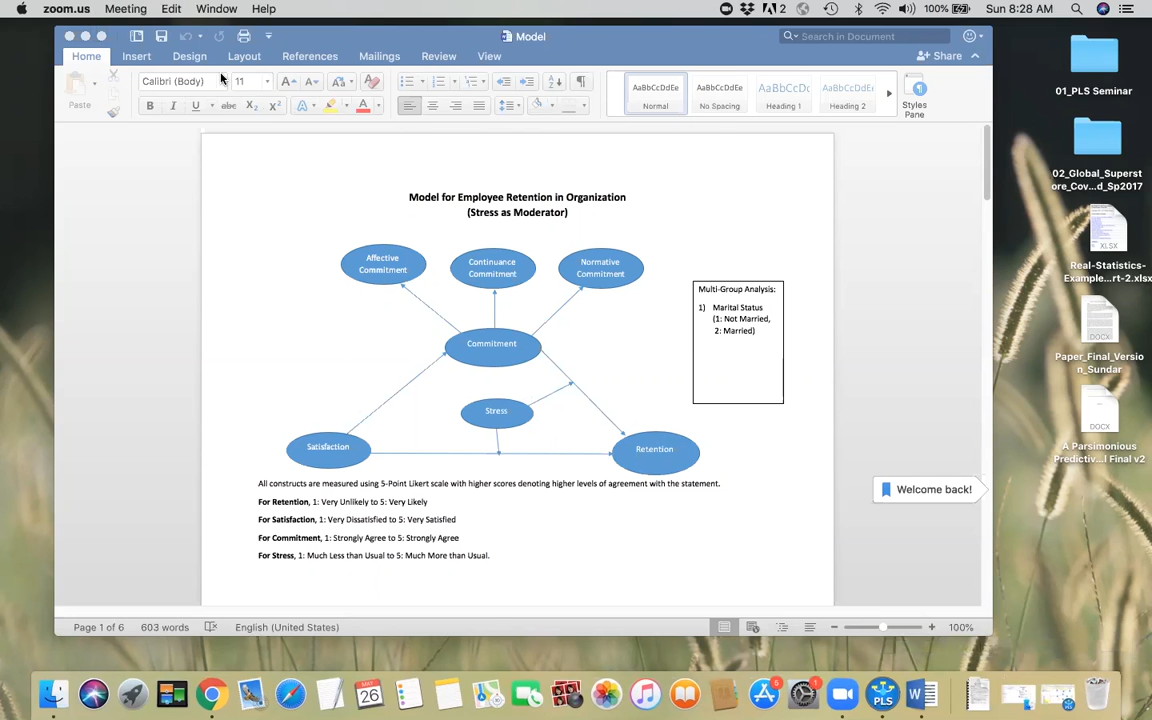 zoom.us Meeting Edit Window Help
2
100%
Sun 8:28 AM
Model
Search in Document
Home Insert Design Layout References Mailings Review View
Share
Paste
Calibri (Body)
11
AaBbCcDdEe
Normal
AaBbCcDdEe
No Spacing
AaBbCcDc
Heading 1
AaBbCcDdEe
Heading 2
Styles
Pane
Model for Employee Retention in Organization
(Stress as Moderator)
Affective
Commitment
Continuance
Commitment
Normative
Commitment
Commitment
Stress
Satisfaction
Retention
Multi-Group Analysis:
1) Marital Status
(1: Not Married,
2: Married)
All constructs are measured using 5-Point Likert scale with higher scores denoting higher levels of agreement with the statement.
For Retention, 1: Very Unlikely to 5: Very Likely
For Satisfaction, 1: Very Dissatisfied to 5: Very Satisfied
For Commitment, 1: Strongly Agree to 5: Strongly Agree
For Stress, 1: Much Less than Usual to 5: Much More than Usual.
Welcome back!
Page 1 of 6
603 words
English (United States)
100%
01_PLS Seminar
02_Global_Superst
ore_Cov...d_Sp2017
XLSX
Real-Statistics-
Example...rt-2.xlsx
DOCX
Paper_Final_Versio
n_Sundar
DOCX
A Parsimonious
Predictiv...l Final v2
MAY
26
5
1
PLS